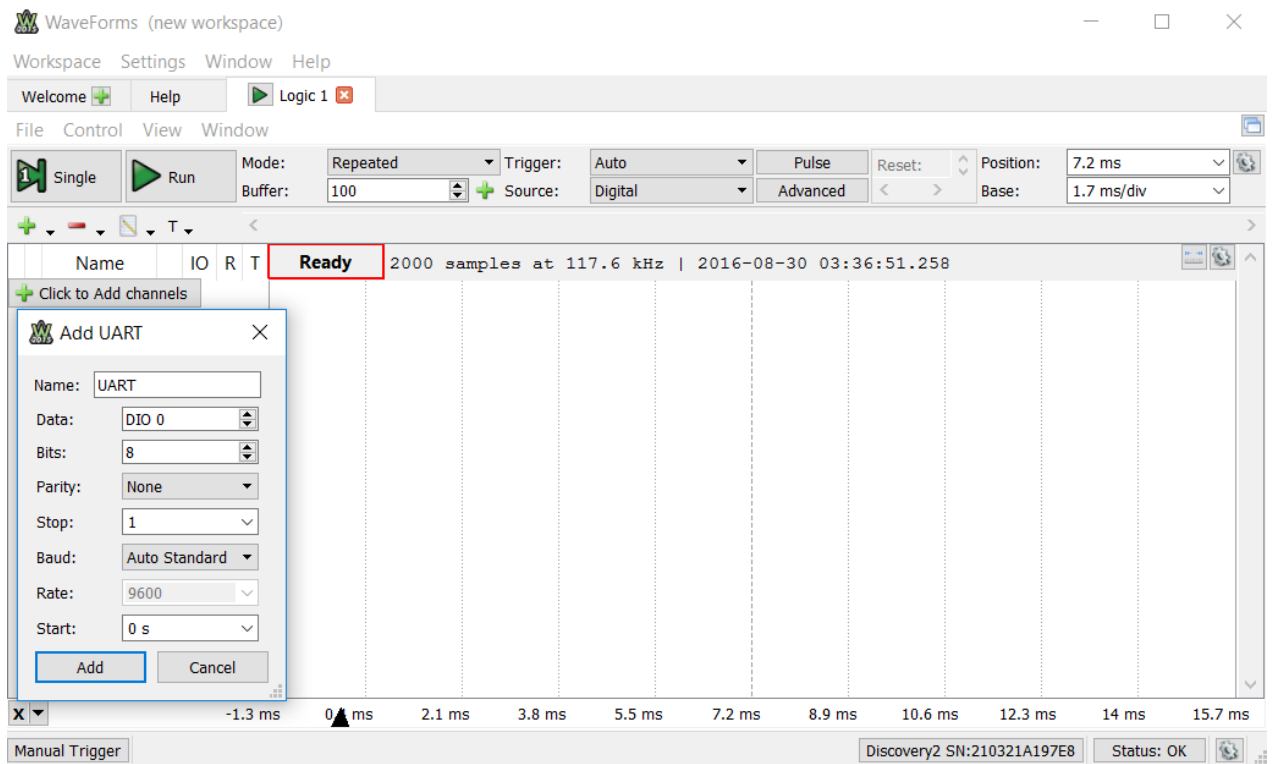 WaveForms (new workspace)
Workspace Settings Window Help
Welcome Help Logic 1
File Control View Window
Single Run Mode: Repeated Trigger: Auto Pulse Reset: Position: 7.2 ms
Buffer: 100 Source: Digital Advanced Base: 1.7 ms/div
T
Name IO R T Ready 2000 samples at 117.6 kHz | 2016-08-30 03:36:51.258
Click to Add channels
Add UART
Name: UART
Data: DIO 0
Bits: 8
Parity: None
Stop: 1
Baud: Auto Standard
Rate: 9600
Start: 0 s
Add Cancel
X -1.3 ms ms 2.1 ms 3.8 ms 5.5 ms 7.2 ms 8.9 ms 10.6 ms 12.3 ms 14 ms 15.7 ms
Manual Trigger Discovery2 SN:210321A197E8 Status: OK